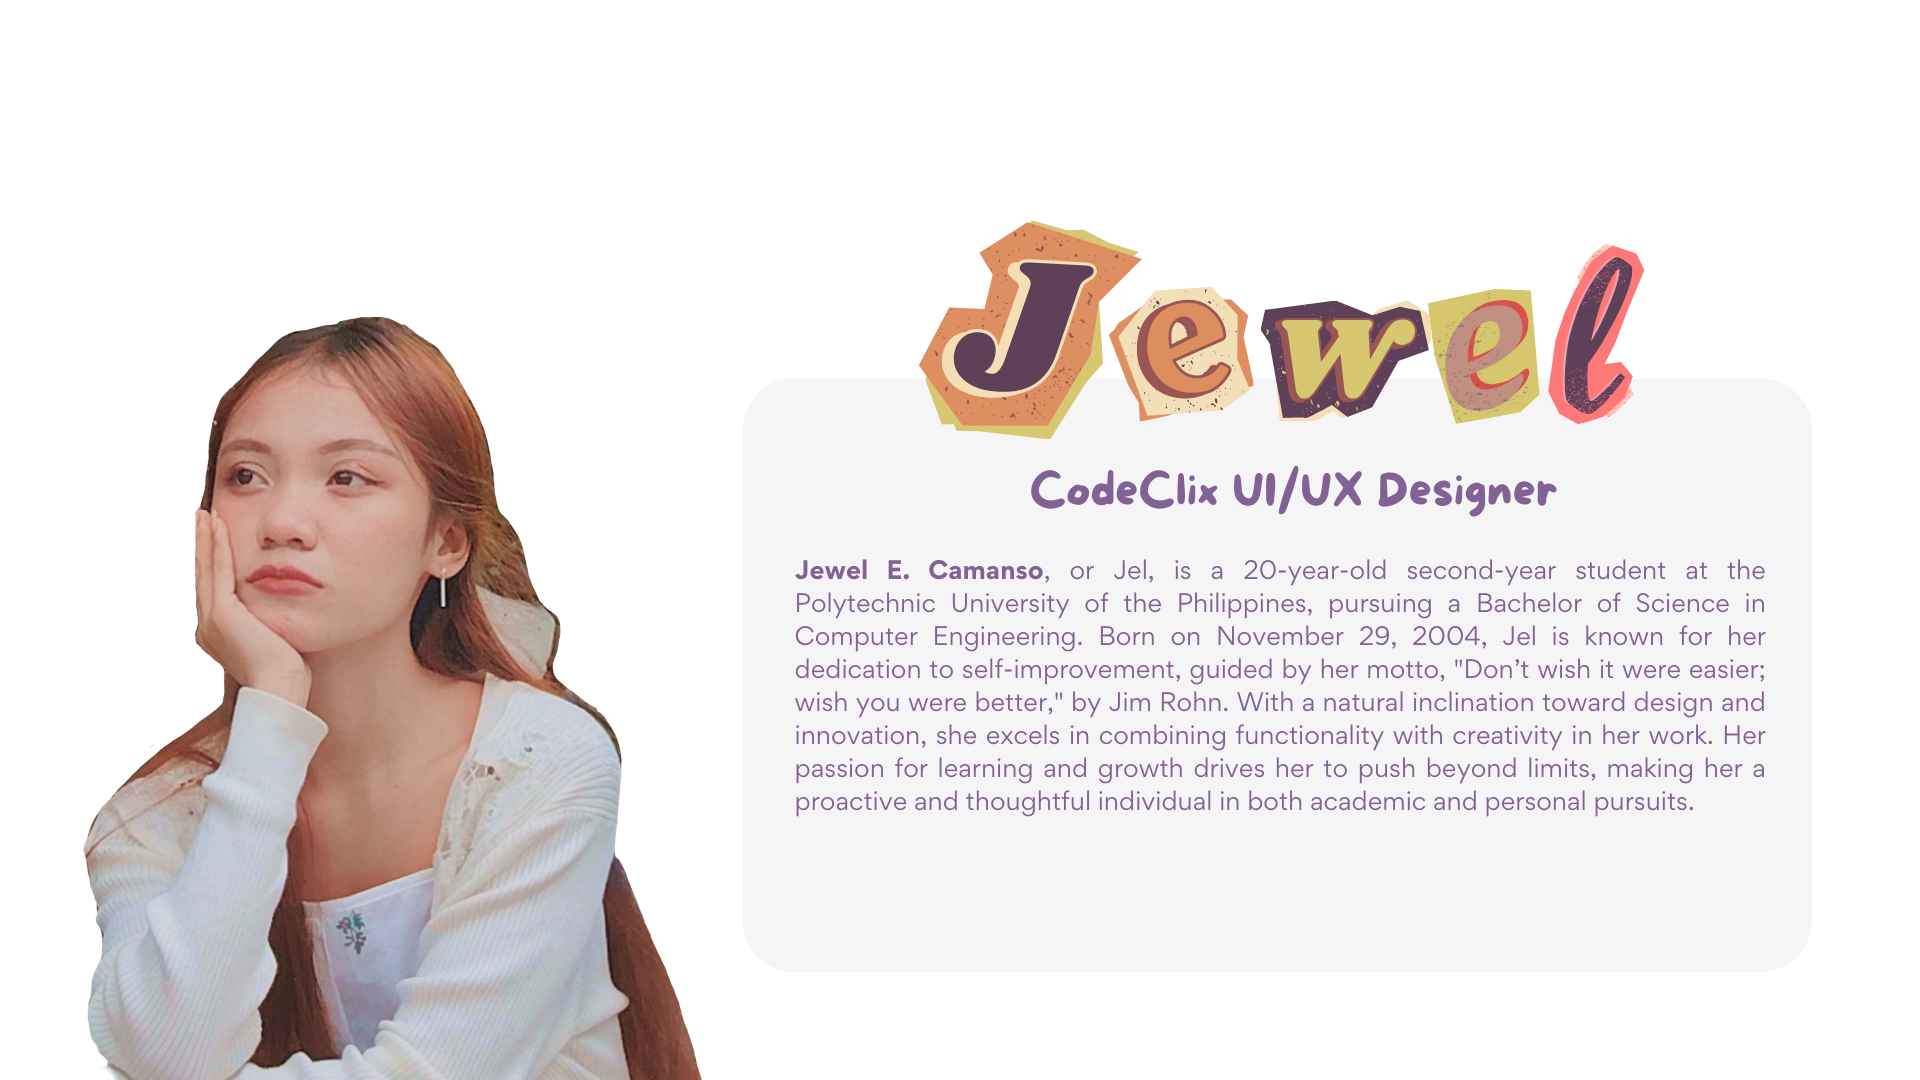 Jewel
CodeClix UI/UX Designer
Jewel E. Camanso, or Jel, is a 20-year-old second-year student at the
Polytechnic University of the Philippines, pursuing a Bachelor of Science in
Computer Engineering. Born on November 29, 2004, Jel is known for her
dedication to self-improvement, guided by her motto, "Don’t wish it were easier;
wish you were better," by Jim Rohn. With a natural inclination toward design and
innovation, she excels in combining functionality with creativity in her work. Her
passion for learning and growth drives her to push beyond limits, making her a
proactive and thoughtful individual in both academic and personal pursuits.